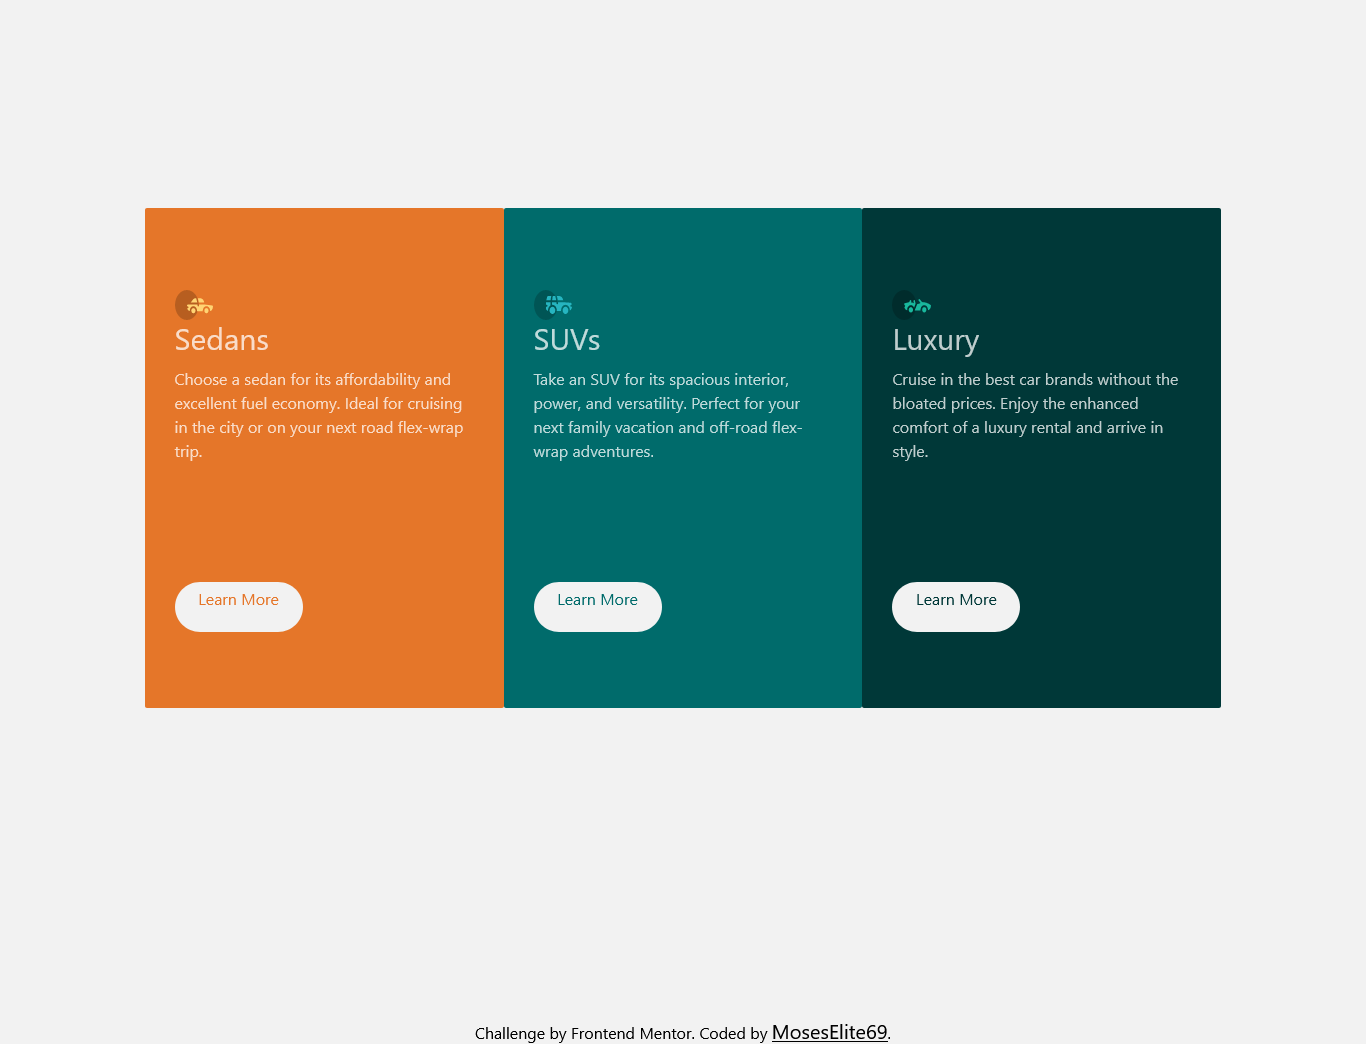 Sedans
Choose a sedan for its affordability and
excellent fuel economy. Ideal for cruising
in the city or on your next road flex-wrap
trip.
Learn More
SUVs
Take an SUV for its spacious interior,
power, and versatility. Perfect for your
next family vacation and off-road flex-
wrap adventures.
Learn More
Luxury
Cruise in the best car brands without the
bloated prices. Enjoy the enhanced
comfort of a luxury rental and arrive in
style.
Learn More
Challenge by Frontend Mentor. Coded by MosesElite69.